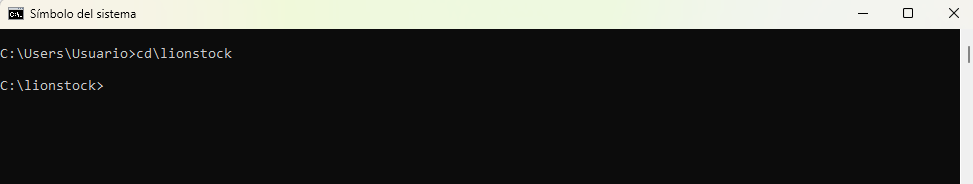 Símbolo del sistema
C:\Users\Usuario>cd\lionstock
C:\lionstock>